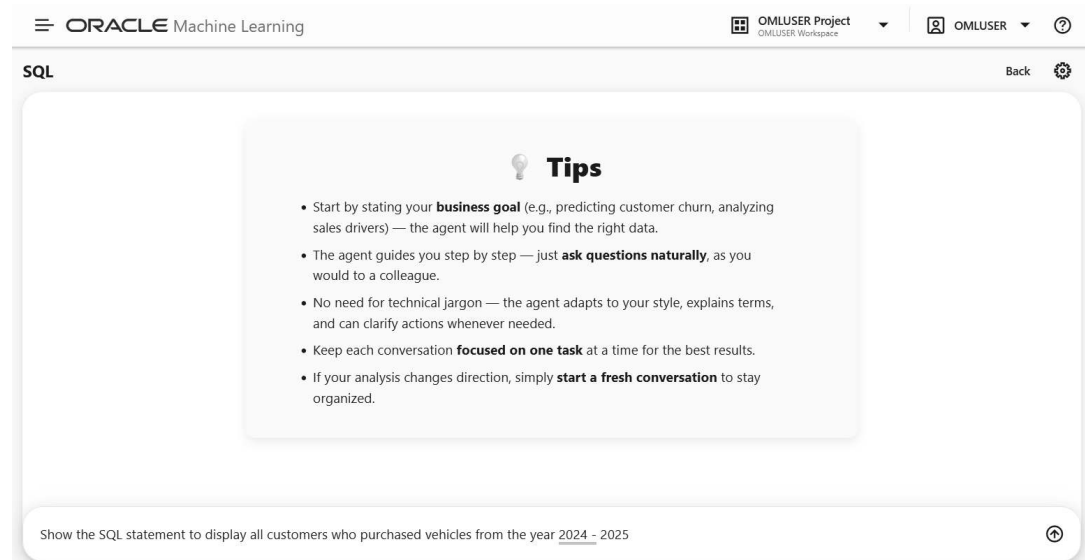 ORACLE Machine Learning
OMLUSER Project
OMLUSER Workspace
OMLUSER
SQL
Back
Tips
• Start by stating your business goal (e.g., predicting customer churn, analyzing
sales drivers) — the agent will help you find the right data.
• The agent guides you step by step — just ask questions naturally, as you
would to a colleague.
• No need for technical jargon — the agent adapts to your style, explains terms,
and can clarify actions whenever needed.
• Keep each conversation focused on one task at a time for the best results.
• If your analysis changes direction, simply start a fresh conversation to stay
organized.
Show the SQL statement to display all customers who purchased vehicles from the year 2024 - 2025